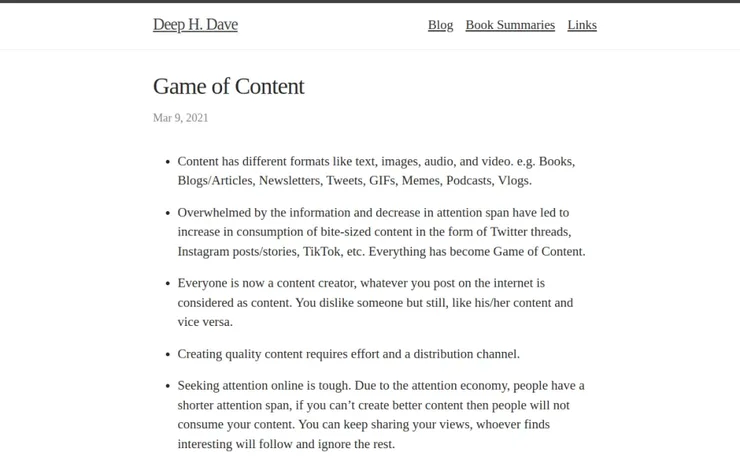 Deep H. Dave
Blog Book Summaries Links
Game of Content
Mar 9, 2021
• Content has different formats like text, images, audio, and video. e.g. Books,
Blogs/Articles, Newsletters, Tweets, GIFs, Memes, Podcasts, Vlogs.
• Overwhelmed by the information and decrease in attention span have led to
increase in consumption of bite-sized content in the form of Twitter threads,
Instagram posts/stories, TikTok, etc. Everything has become Game of Content.
• Everyone is now a content creator, whatever you post on the internet is
considered as content. You dislike someone but still, like his/her content and
vice versa.
• Creating quality content requires effort and a distribution channel.
• Seeking attention online is tough. Due to the attention economy, people have a
shorter attention span, if you can’t create better content then people will not
consume your content. You can keep sharing your views, whoever finds
interesting will follow and ignore the rest.